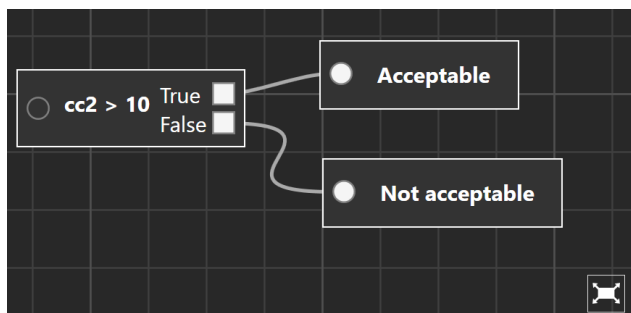 cc2 > 10
True
False
Acceptable
Not acceptable